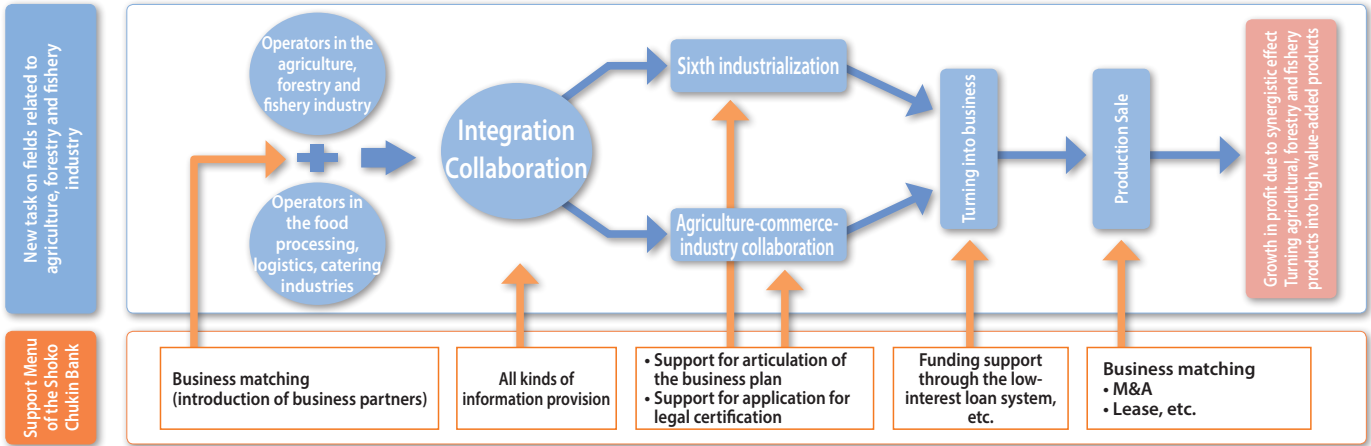 New task on fields related to
agriculture, forestry and fishery
industry
Operators in the
agriculture,
forestry and
fishery industry
Operators in
the food
processing,
logistics, catering
industries
Integration
Collaboration
Sixth industrialization
Agriculture-commerce-
industry collaboration
Turning into business
Production Sale
Growth in profit due to synergistic effect
Turning agricultural, forestry and fishery
products into high value-added products
Support Menu
of the Shoko
Chukin Bank
Business matching
(introduction of business partners)
All kinds of
information provision
• Support for articulation of
the business plan
• Support for application for
legal certification
Funding support
through the low-
interest loan system,
etc.
Business matching
• M&A
• Lease, etc.